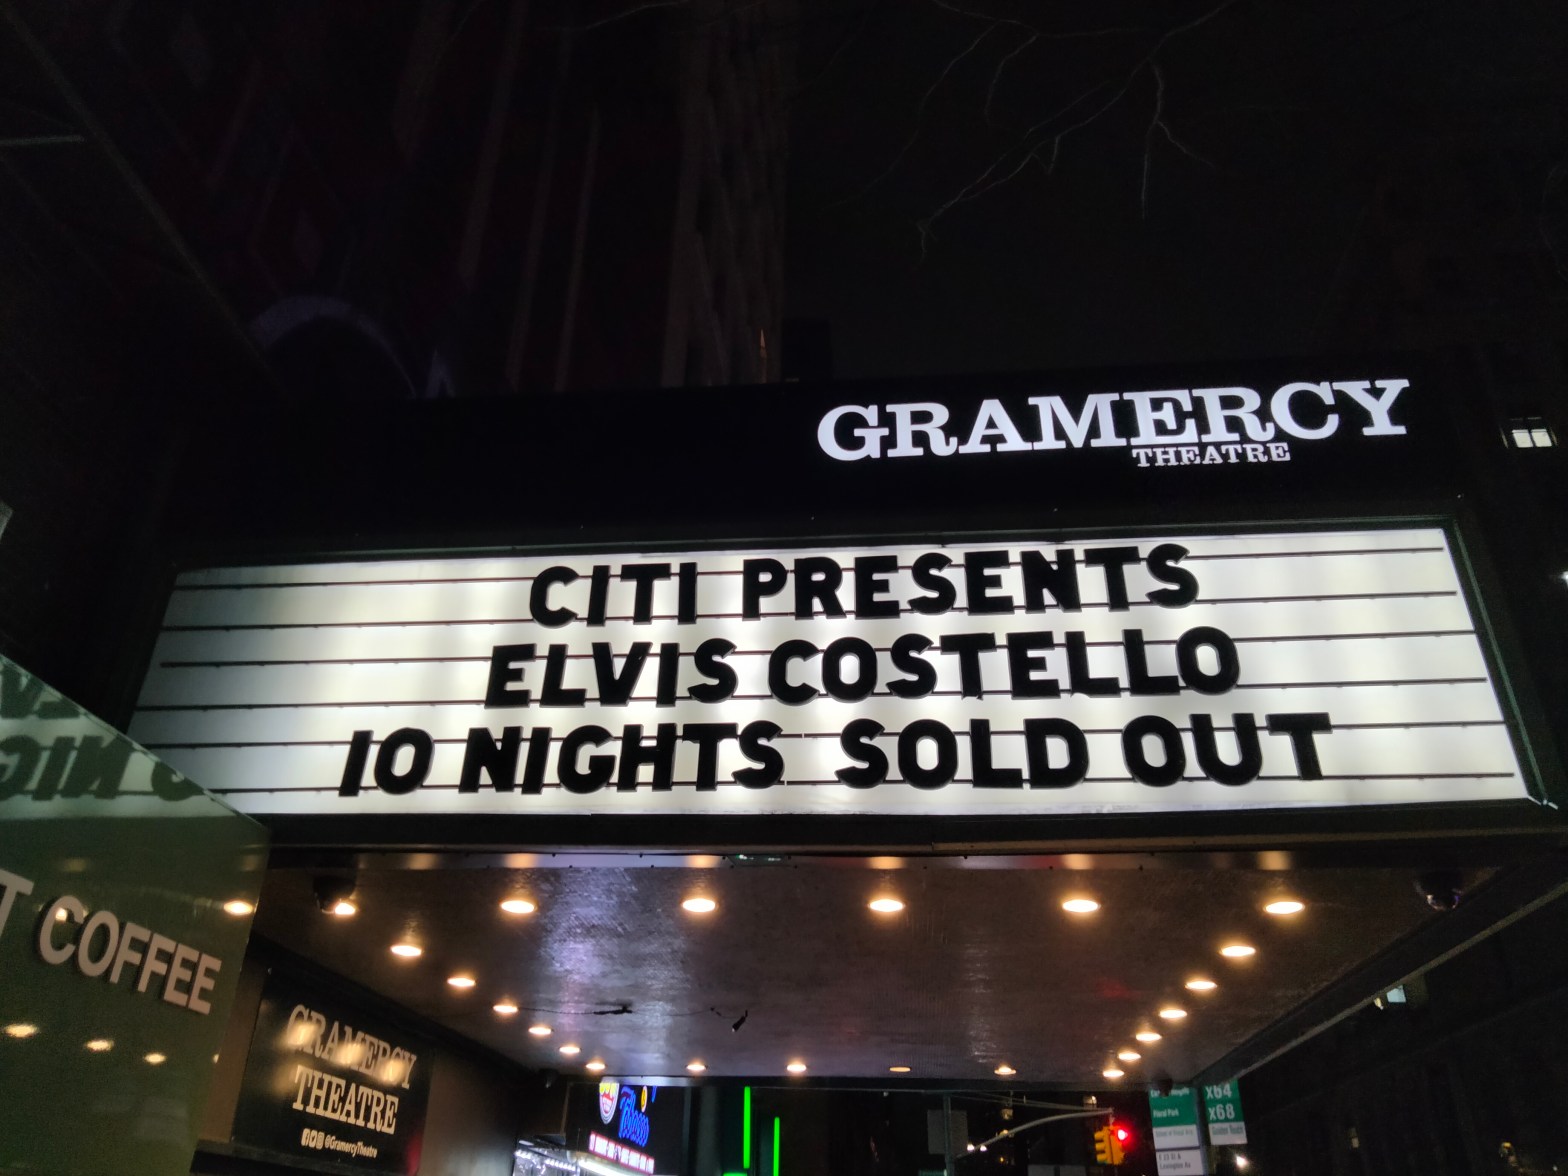 GRAMERCY
THEATRE
CITI PRESENTS
ELVIS COSTELLO
10 NIGHTS SOLD OUT
COFFEE
GRAMERCY
THEATRE
@GramercyTheatre
X64
X68